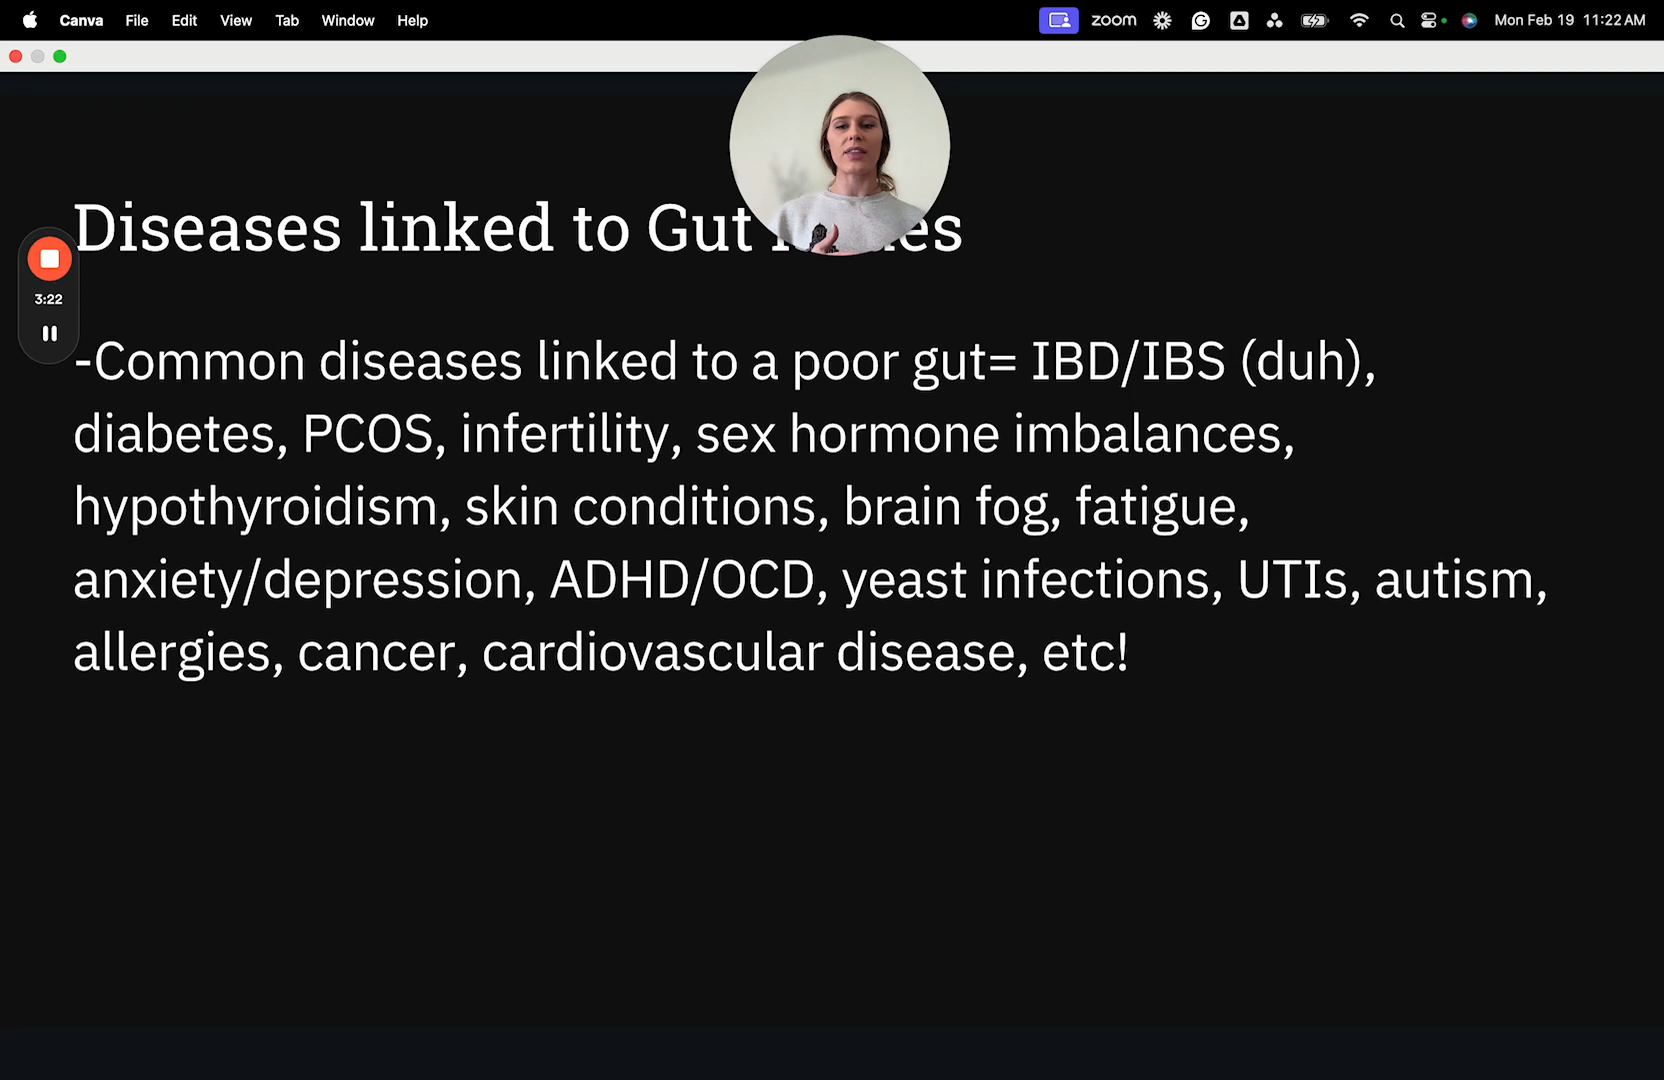 Canva File Edit View Tab Window Help zoom Mon Feb 19 11:22 AM
Diseases linked to Gut
3:22
-Common diseases linked to a poor gut= IBD/IBS (duh),
diabetes, PCOS, infertility, sex hormone imbalances,
hypothyroidism, skin conditions, brain fog, fatigue,
anxiety/depression, ADHD/OCD, yeast infections, UTIs, autism,
allergies, cancer, cardiovascular disease, etc!